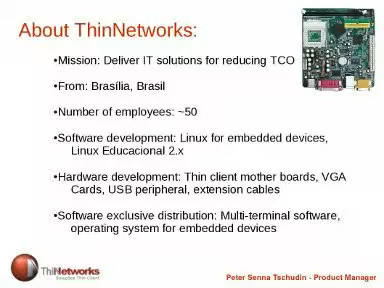 About ThinNetworks:
•Mission: Deliver IT solutions for reducing TCO
•From: Brasília, Brasil
•Number of employees: ~50
•Software development: Linux for embedded devices,
Linux Educacional 2.x
•Hardware development: Thin client mother boards, VGA
Cards, USB peripheral, extension cables
•Software exclusive distribution: Multi-terminal software,
operating system for embedded devices
ThinNetworks
Peter Senna Tschudin - Product Manager